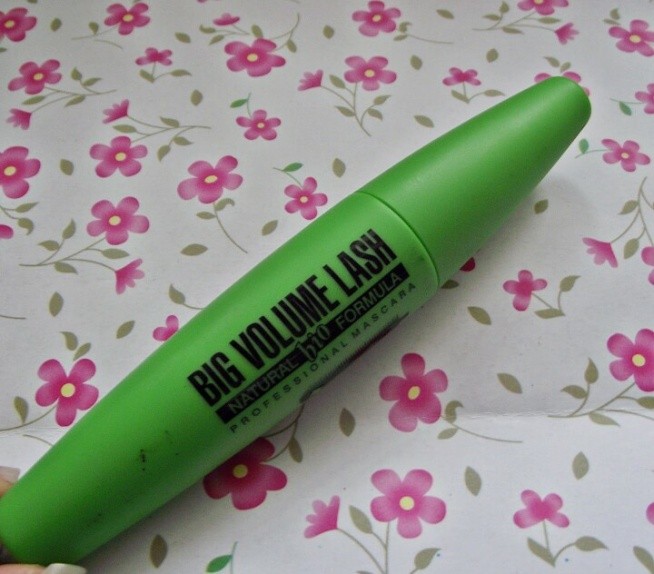 BIG VOLUME LASH
NATURAL bio FORMULA
PROFESSIONAL MASCARA